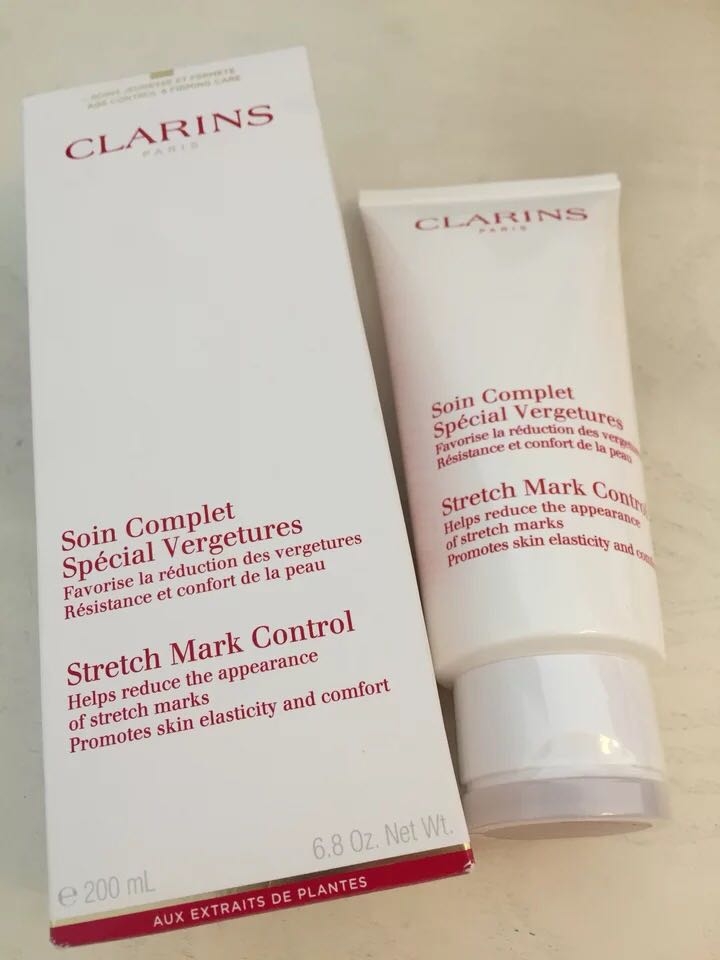 SOINS JEUNESSE ET FERMETÉ
AGE CONTROL & FIRMING CARE
CLARINS
PARIS
Soin Complet
Spécial Vergetures
Favorise la réduction des vergetures
Résistance et confort de la peau
Stretch Mark Control
Helps reduce the appearance
of stretch marks
Promotes skin elasticity and comfort
e 200 mL
6.8 Oz. Net Wt.
AUX EXTRAITS DE PLANTES
CLARINS
PARIS
Soin Complet
Spécial Vergetures
Favorise la réduction des
Résistance et confort de la peau
Stretch Mark
Helps reduce the appearance
of stretch marks
Promotes skin elasticity and